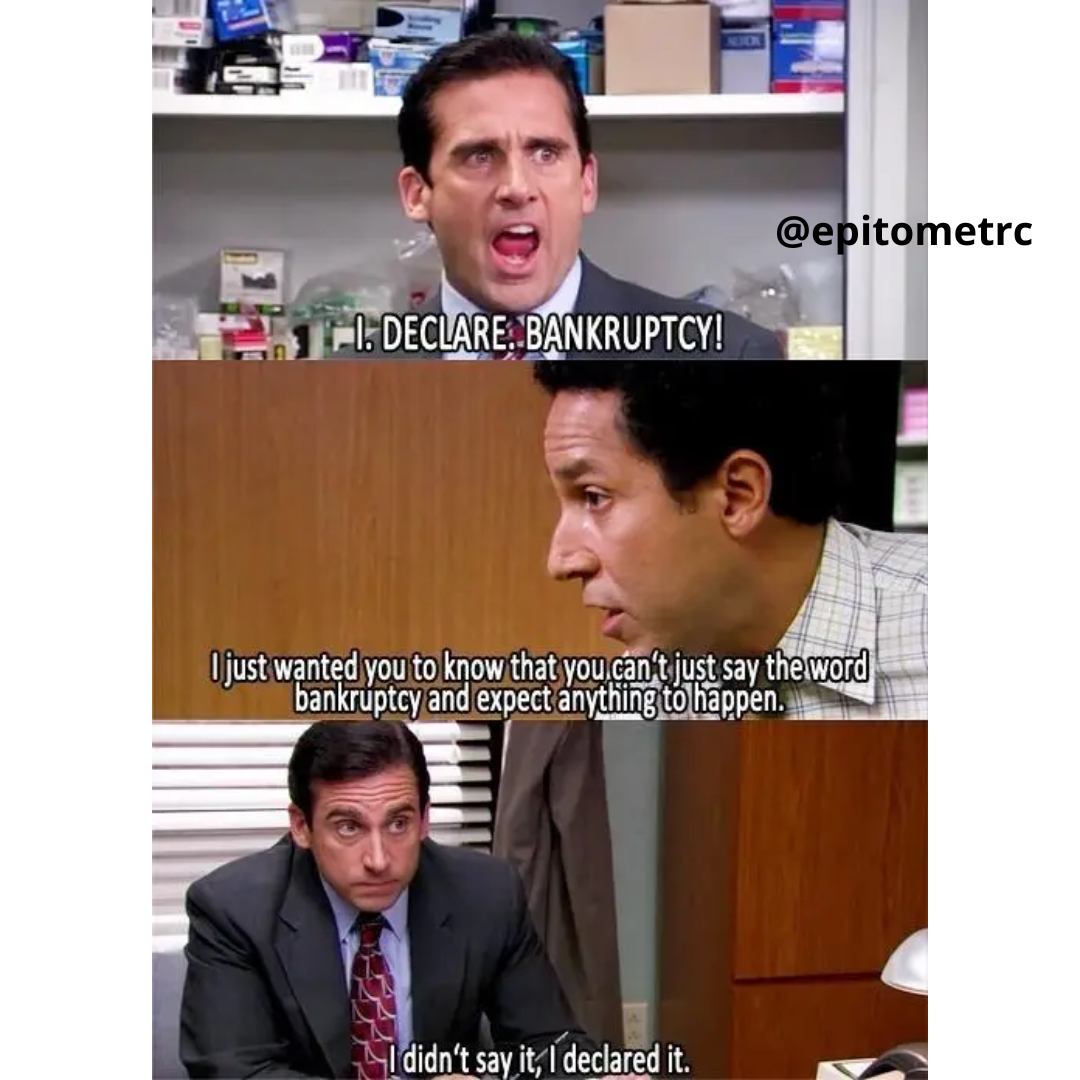 @epitometrc
I. DECLARE. BANKRUPTCY!
I just wanted you to know that you can't just say the word
bankruptcy and expect anything to happen.
I didn't say it, I declared it.